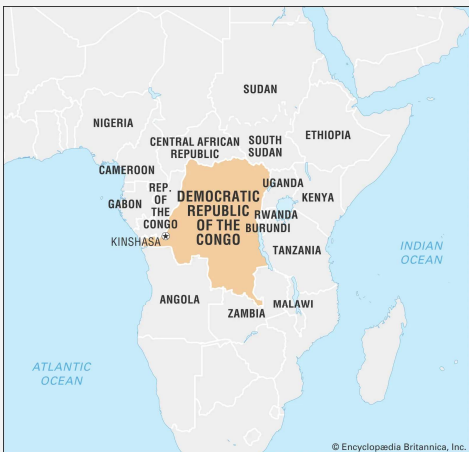 SUDAN
NIGERIA
ETHIOPIA
CENTRAL AFRICAN
REPUBLIC
SOUTH
SUDAN
CAMEROON
UGANDA
KENYA
GABON
REP.
OF
THE
CONGO
DEMOCRATIC
REPUBLIC
OF THE
CONGO
RWANDA
BURUNDI
KINSHASA
TANZANIA
INDIAN
OCEAN
ANGOLA
ZAMBIA
MALAWI
ATLANTIC
OCEAN
© Encyclopædia Britannica, Inc.